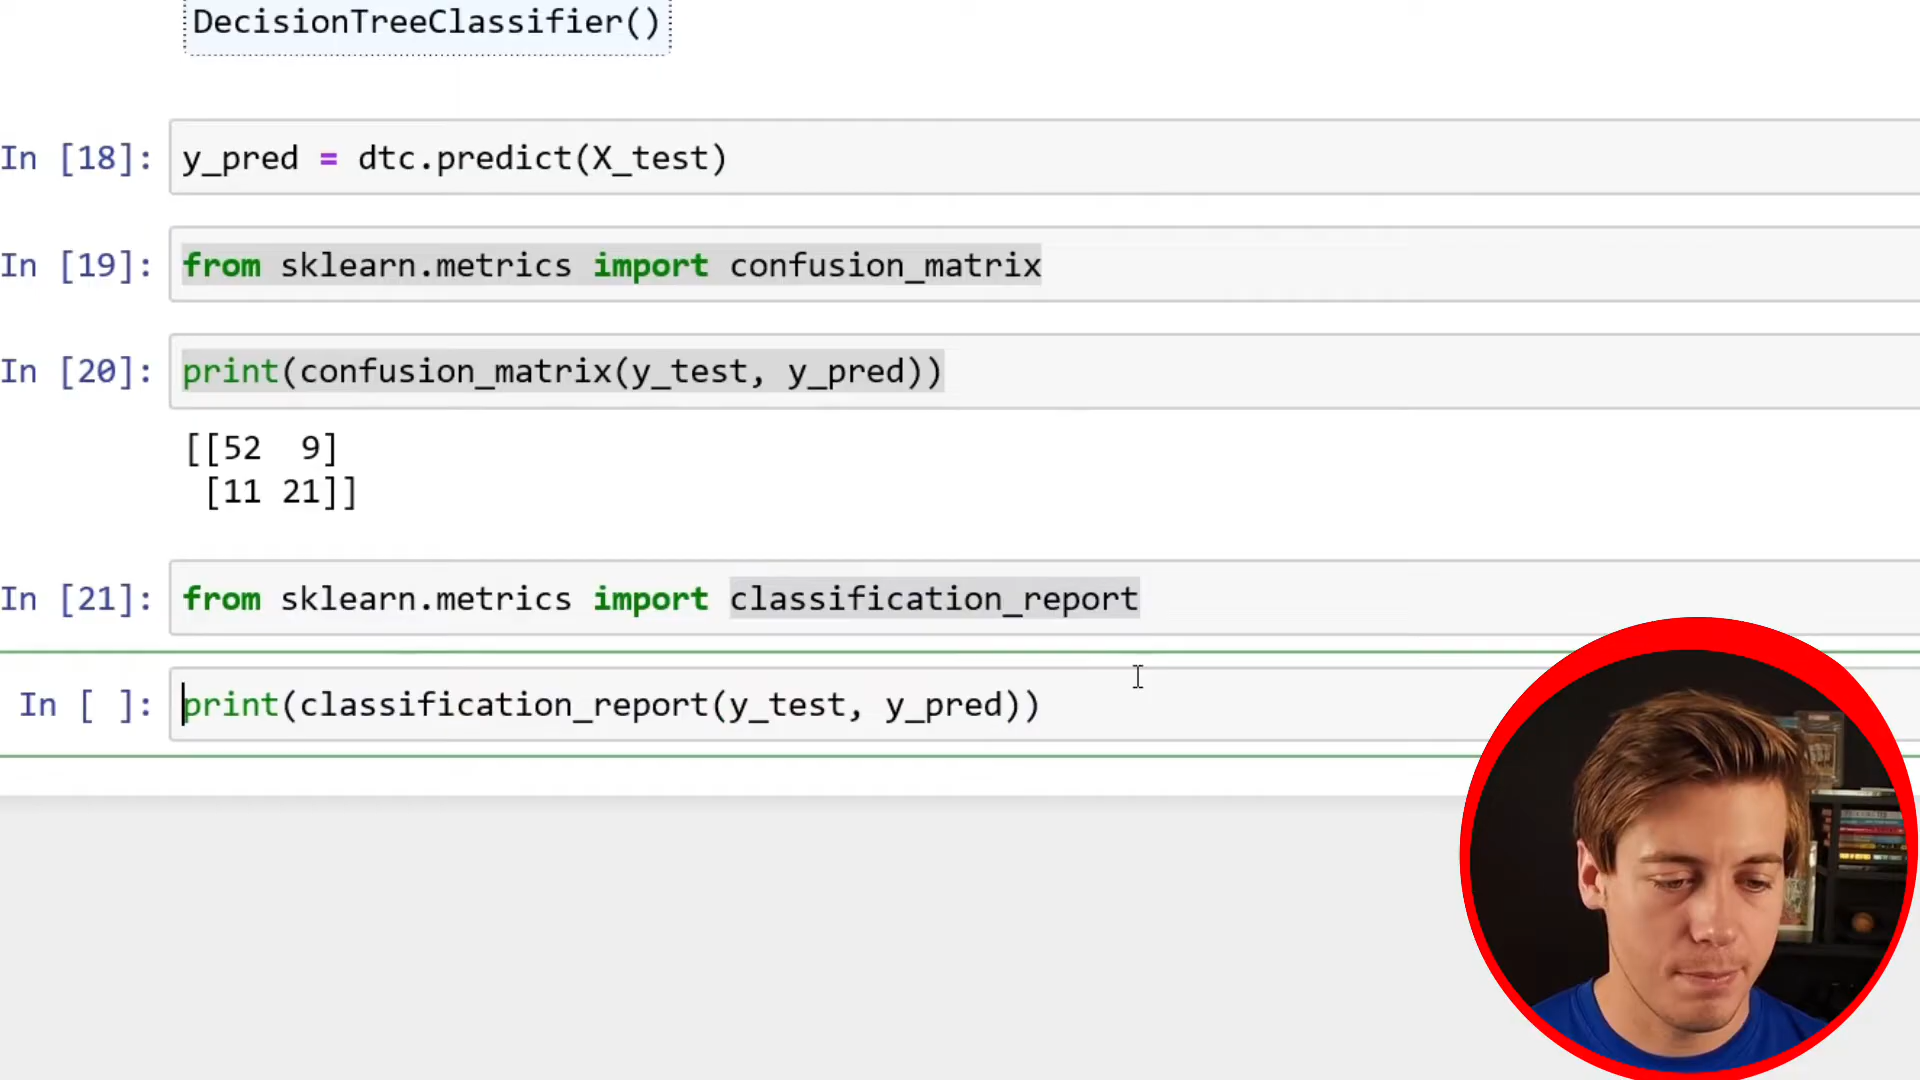 DecisionTreeClassifier()
In [18]: y_pred = dtc.predict(X_test)
In [19]: from sklearn.metrics import confusion_matrix
In [20]: print(confusion_matrix(y_test, y_pred))
[[52  9]
 [11 21]]
In [21]: from sklearn.metrics import classification_report
In [ ]: print(classification_report(y_test, y_pred))